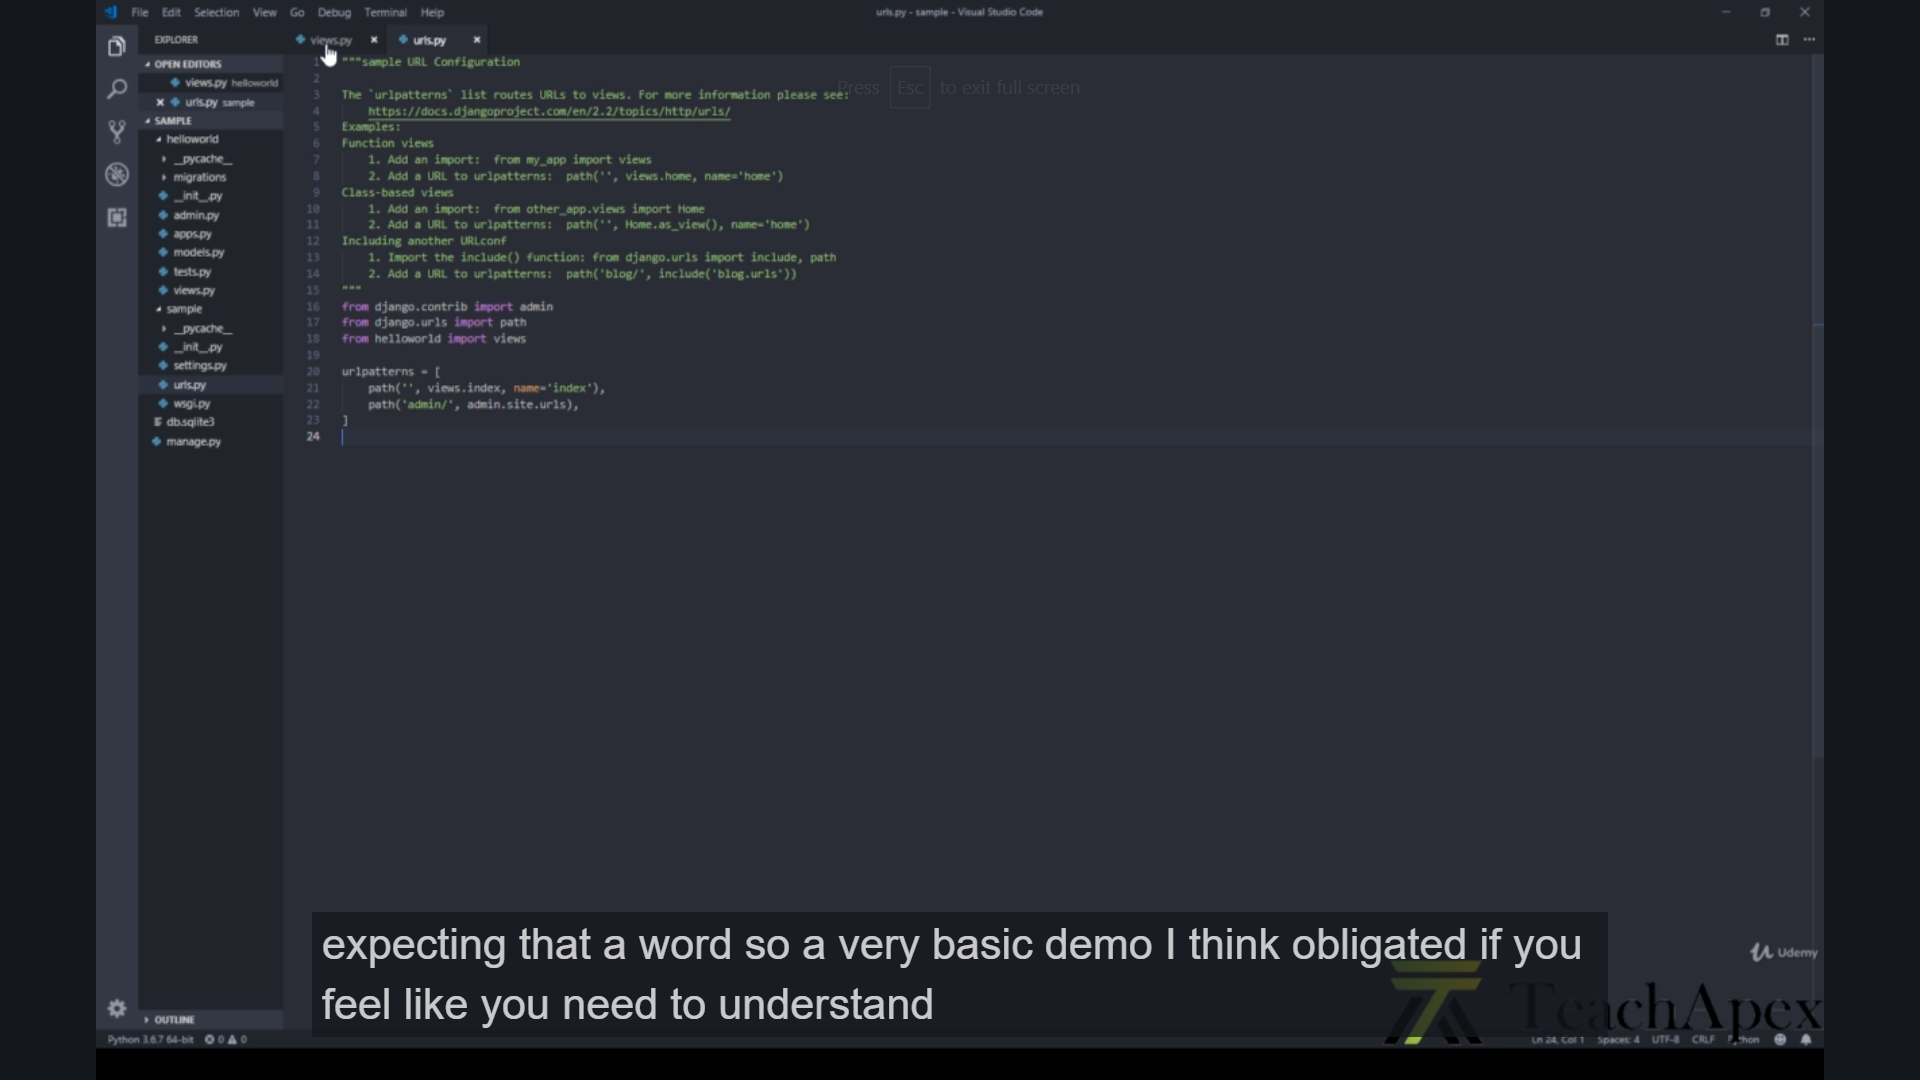 File Edit Selection View Go Debug Terminal Help
urls.py - sample - Visual Studio Code
EXPLORER
views.py
urls.py
OPEN EDITORS
views.py helloworld
urls.py sample
SAMPLE
helloworld
__pycache__
migrations
__init__.py
admin.py
apps.py
models.py
tests.py
views.py
sample
__pycache__
__init__.py
settings.py
urls.py
wsgi.py
db.sqlite3
manage.py
OUTLINE
Press Esc to exit full screen
1 """sample URL Configuration
2
3 The `urlpatterns` list routes URLs to views. For more information please see:
4 https://docs.djangoproject.com/en/2.2/topics/http/urls/
5 Examples:
6 Function views
7 1. Add an import:  from my_app import views
8 2. Add a URL to urlpatterns:  path('', views.home, name='home')
9 Class-based views
10 1. Add an import:  from other_app.views import Home
11 2. Add a URL to urlpatterns:  path('', Home.as_view(), name='home')
12 Including another URLconf
13 1. Import the include() function: from django.urls import include, path
14 2. Add a URL to urlpatterns:  path('blog/', include('blog.urls'))
15 """
16 from django.contrib import admin
17 from django.urls import path
18 from helloworld import views
19
20 urlpatterns = [
21 path('', views.index, name='index'),
22 path('admin/', admin.site.urls),
23 ]
24
expecting that a word so a very basic demo I think obligated if you
feel like you need to understand
Udemy
TeachApex
Python 3.6.7 64-bit 0 0
Ln 24, Col 1 Spaces: 4 UTF-8 CRLF Python